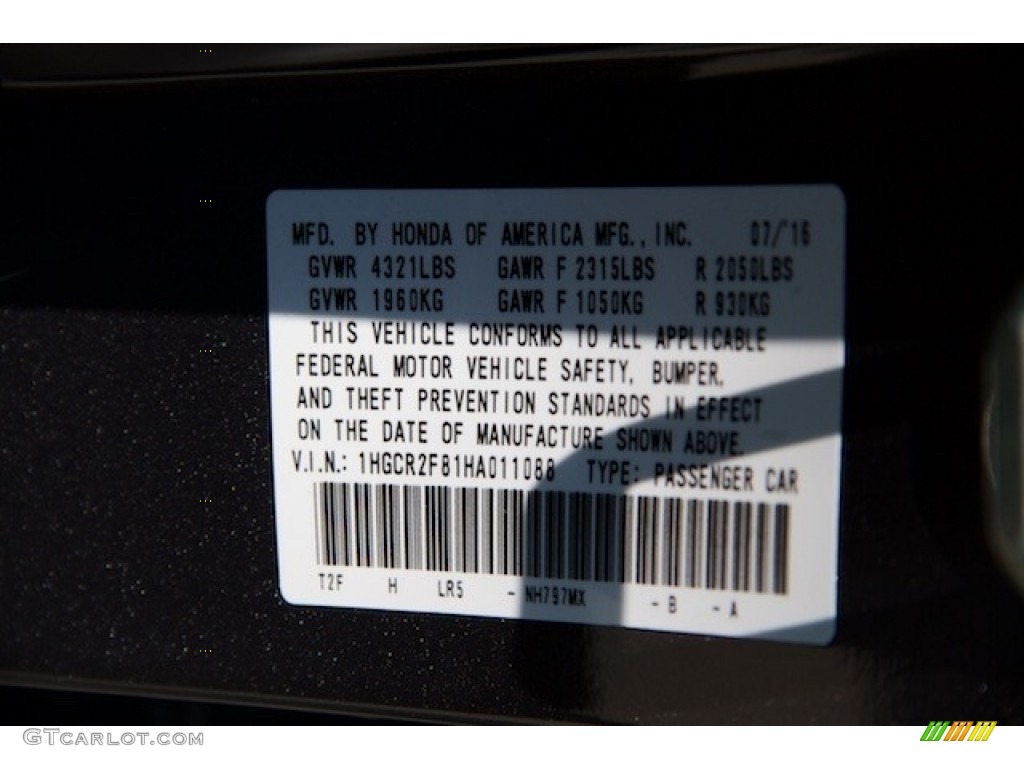 MFD. BY HONDA OF AMERICA MFG., INC. 07/'16
GVWR 4321LBS GAWR F 2315LBS R 2050LBS
GVWR 1960KG GAWR F 1050KG R 930KG
THIS VEHICLE CONFORMS TO ALL APPLICABLE
FEDERAL MOTOR VEHICLE SAFETY, BUMPER,
AND THEFT PREVENTION STANDARDS IN EFFECT
ON THE DATE OF MANUFACTURE SHOWN ABOVE.
V.I.N.: 1HGCR2F81HA011088 TYPE: PASSENGER CAR
T2F H LR5 - NH797MX - B - A
GTCARLOT.COM